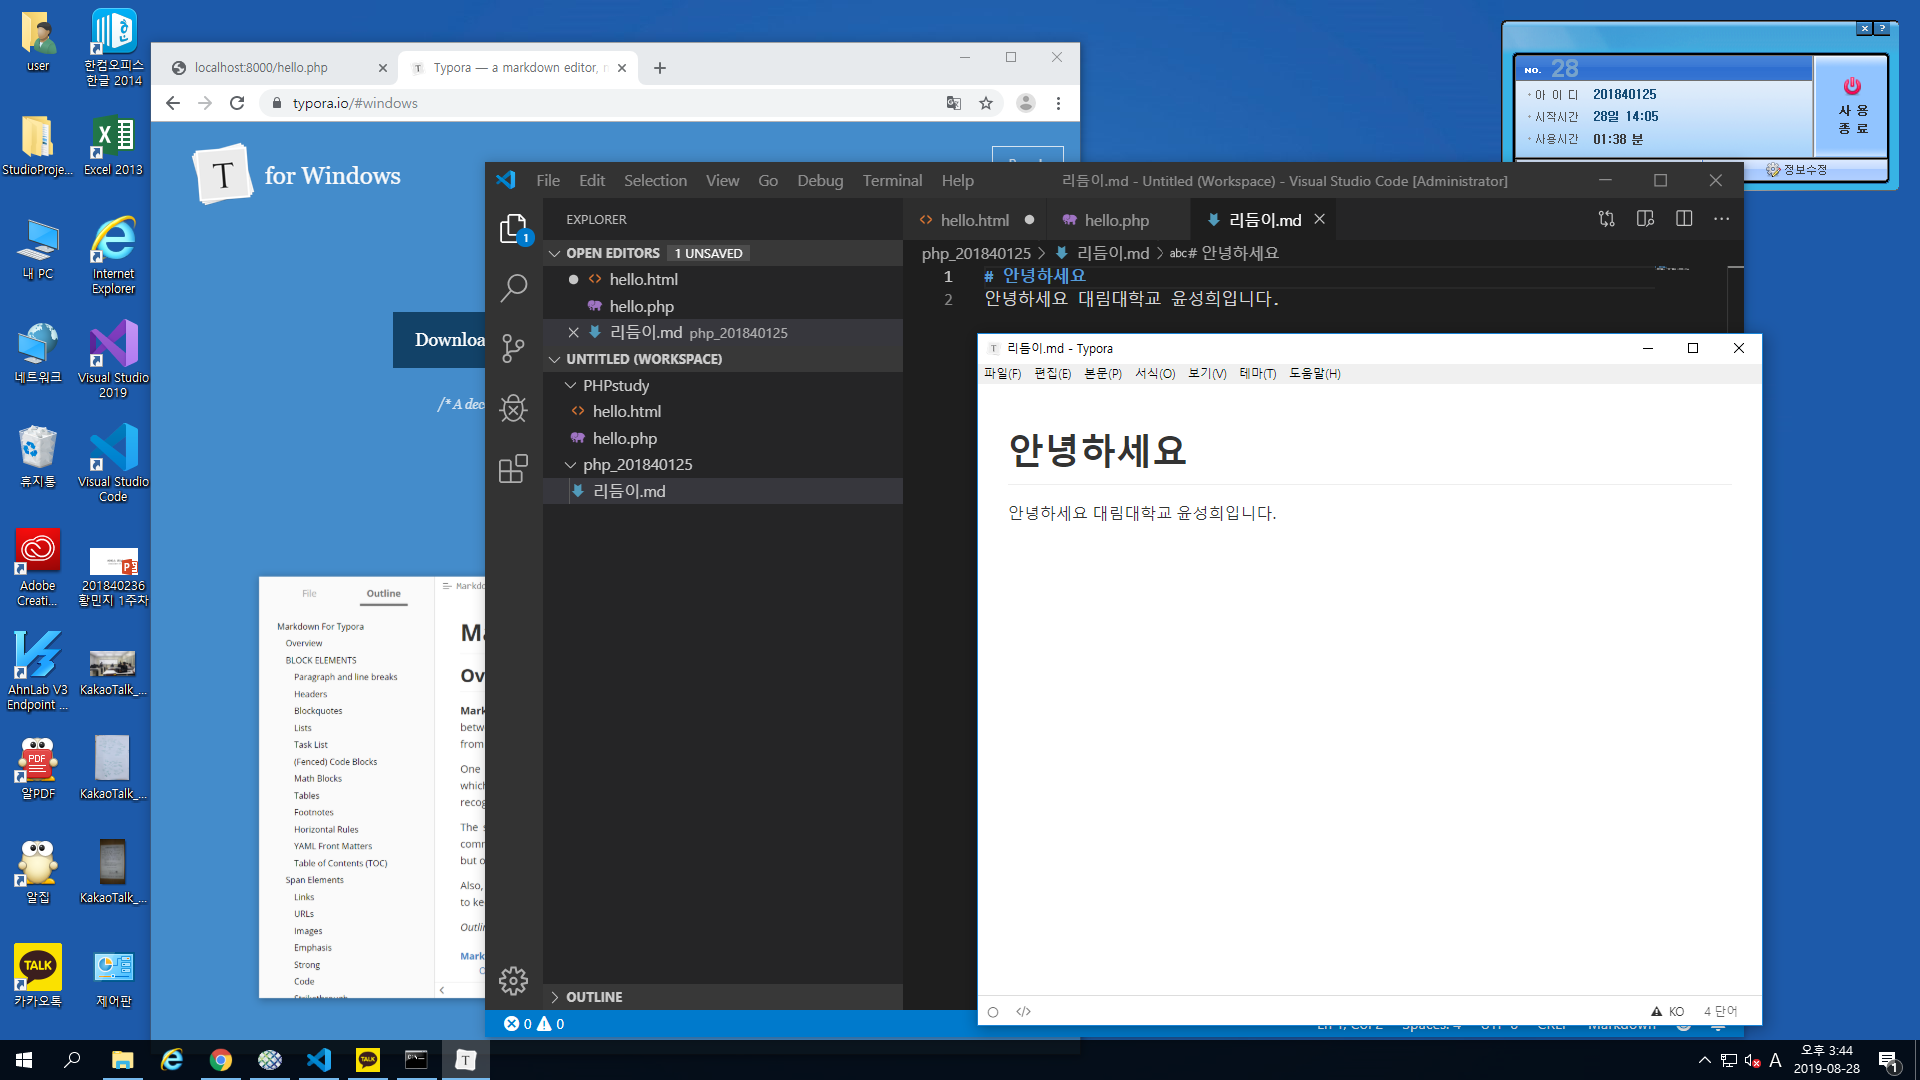 user
한컴오피스 한글 2014
StudioProje...
Excel 2013
내 PC
Internet Explorer
네트워크
Visual Studio 2019
휴지통
Visual Studio Code
Adobe Creati...
201840236 황민지 1주차
AhnLab V3 Endpoint ...
KakaoTalk_...
알PDF
KakaoTalk_...
알집
KakaoTalk_...
TALK
카카오톡
제어판
localhost:8000/hello.php
Typora — a markdown editor,
typora.io/#windows
T for Windows
/* A dec
File Outline
Markdown For Typora
Overview
BLOCK ELEMENTS
Paragraph and line breaks
Headers
Blockquotes
Lists
Task List
(Fenced) Code Blocks
Math Blocks
Tables
Footnotes
Horizontal Rules
YAML Front Matters
Table of Contents (TOC)
Span Elements
Links
URLs
Images
Emphasis
Strong
Code
One
which
The
Also,
to ke
NO. 28
아 이 디 201840125
시작시간 28일 14:05
사용시간 01:38 분
사 용
종 료
정보수정
File Edit Selection View Go Debug Terminal Help
리듬이.md - Untitled (Workspace) - Visual Studio Code [Administrator]
EXPLORER
OPEN EDITORS 1 UNSAVED
hello.html
hello.php
리듬이.md php_201840125
UNTITLED (WORKSPACE)
PHPstudy
hello.html
hello.php
php_201840125
리듬이.md
OUTLINE
0 0
hello.html
hello.php
리듬이.md
php_201840125 > 리듬이.md > abc # 안녕하세요
1 # 안녕하세요
2 안녕하세요 대림대학교 윤성희입니다.
리듬이.md - Typora
파일(F) 편집(E) 본문(P) 서식(O) 보기(V) 테마(T) 도움말(H)
안녕하세요
안녕하세요 대림대학교 윤성희입니다.
KO 4 단어
A
오후 3:44
2019-08-28
1